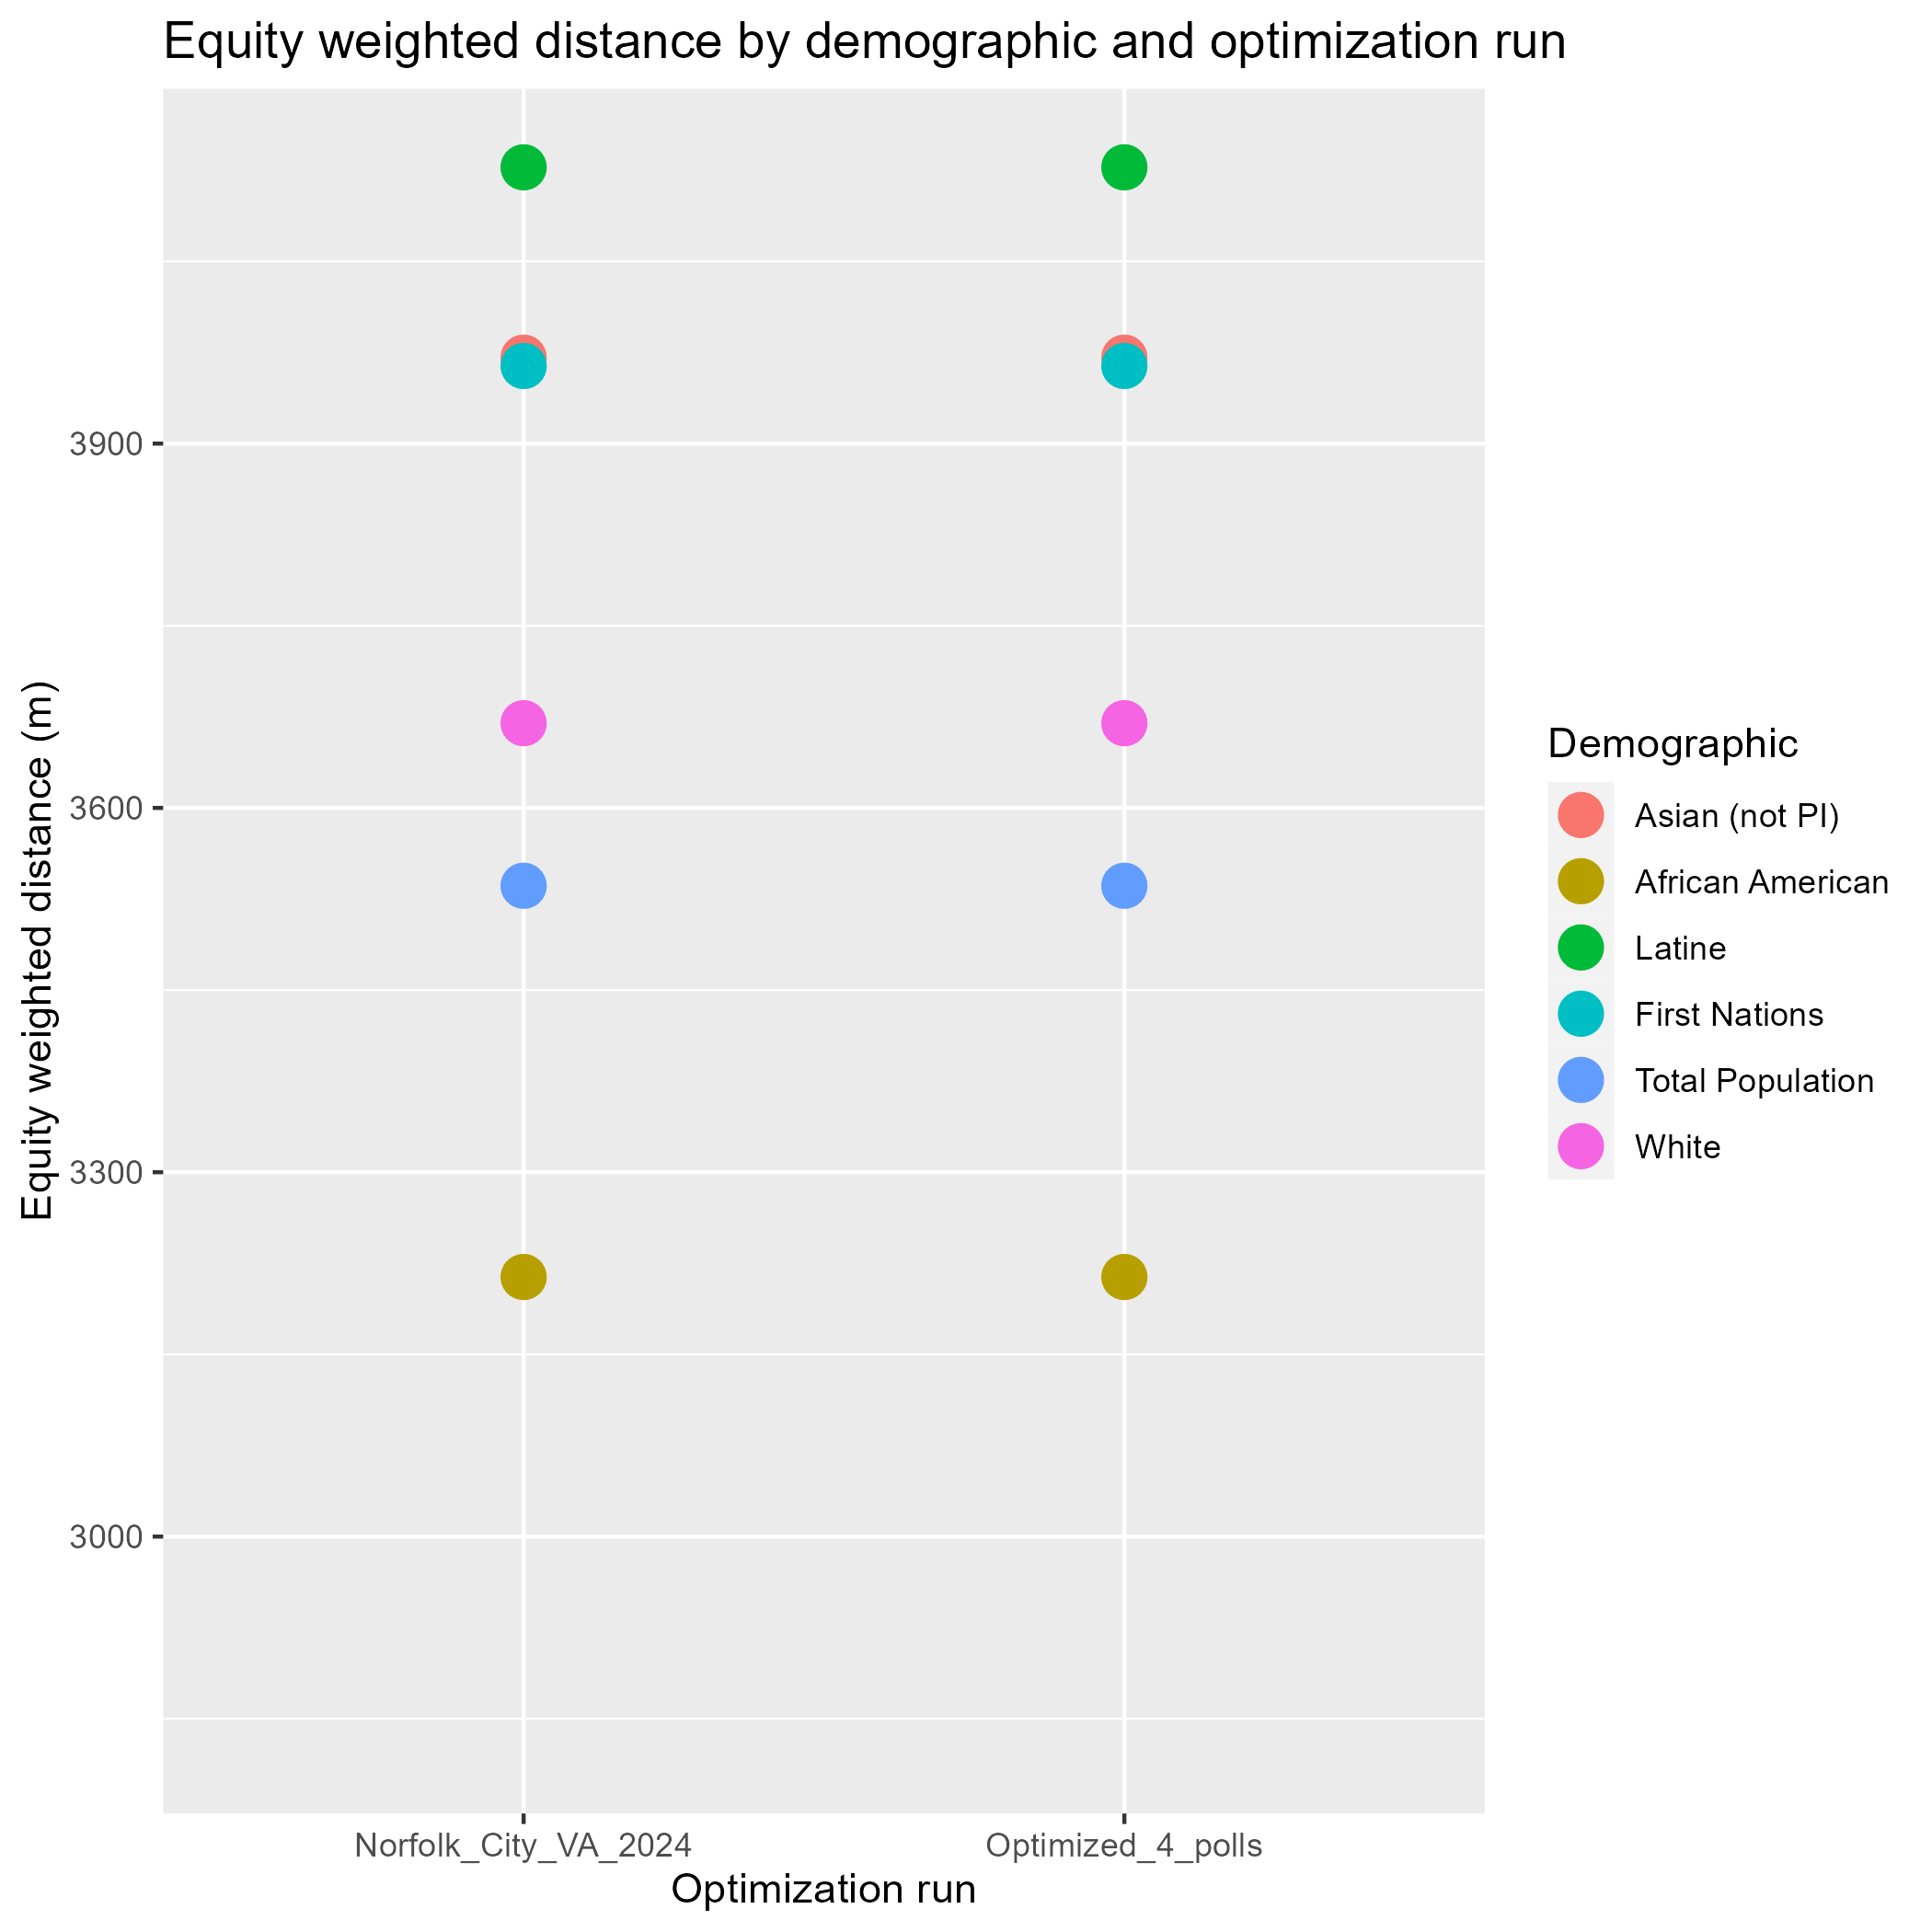 Equity weighted distance by demographic and optimization run
Equity weighted distance (m)
3900
3600
3300
3000
Norfolk_City_VA_2024
Optimized_4_polls
Optimization run
Demographic
Asian (not PI)
African American
Latine
First Nations
Total Population
White